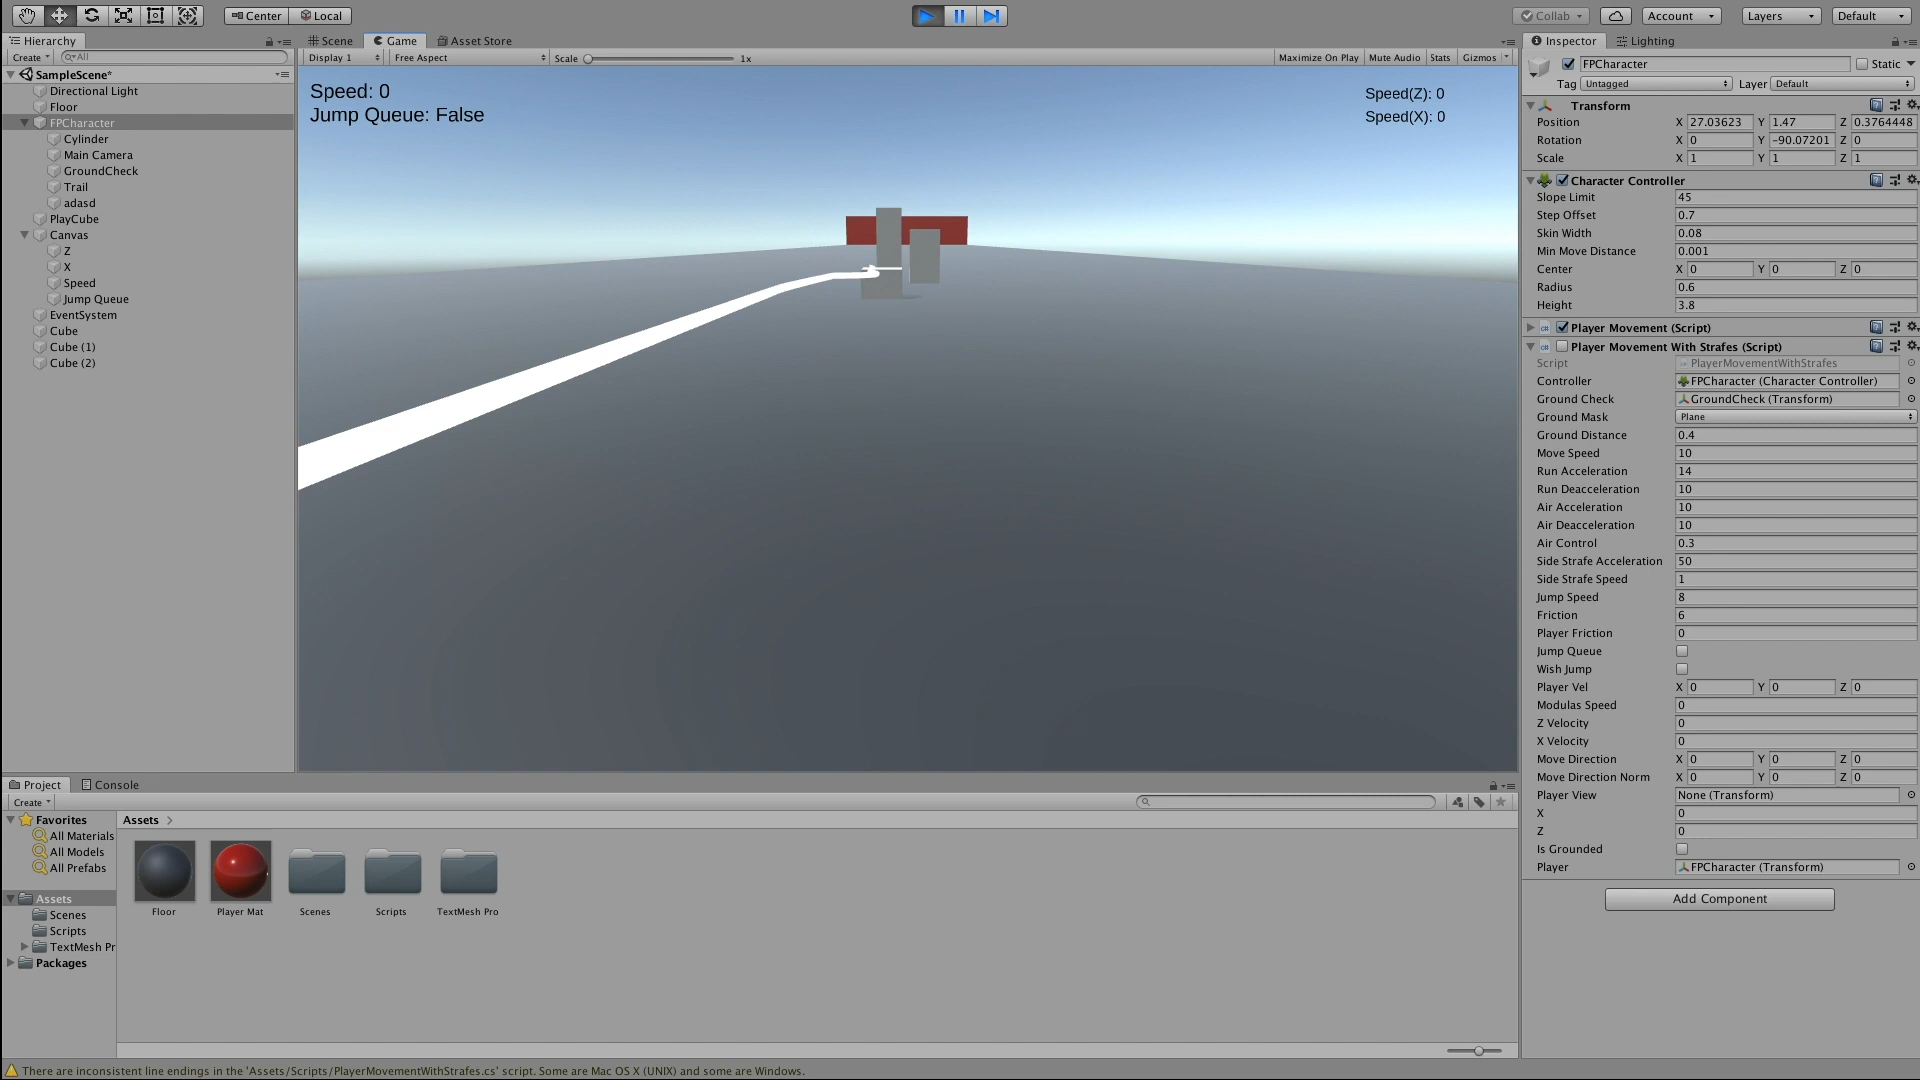 Center Local
Collab Account Layers Default
Hierarchy
Create All
SampleScene*
Directional Light
Floor
FPCharacter
Cylinder
Main Camera
GroundCheck
Trail
adasd
PlayCube
Canvas
Z
X
Speed
Jump Queue
EventSystem
Cube
Cube (1)
Cube (2)
Scene Game Asset Store
Display 1 Free Aspect Scale 1x Maximize On Play Mute Audio Stats Gizmos
Speed: 0
Jump Queue: False
Speed(Z): 0
Speed(X): 0
Inspector Lighting
FPCharacter Static
Tag Untagged Layer Default
Transform
Position X 27.03623 Y 1.47 Z 0.3764448
Rotation X 0 Y -90.07201 Z 0
Scale X 1 Y 1 Z 1
Character Controller
Slope Limit 45
Step Offset 0.7
Skin Width 0.08
Min Move Distance 0.001
Center X 0 Y 0 Z 0
Radius 0.6
Height 3.8
Player Movement (Script)
Player Movement With Strafes (Script)
Script PlayerMovementWithStrafes
Controller FPCharacter (Character Controller)
Ground Check GroundCheck (Transform)
Ground Mask Plane
Ground Distance 0.4
Move Speed 10
Run Acceleration 14
Run Deacceleration 10
Air Acceleration 10
Air Deacceleration 10
Air Control 0.3
Side Strafe Acceleration 50
Side Strafe Speed 1
Jump Speed 8
Friction 6
Player Friction 0
Jump Queue
Wish Jump
Player Vel X 0 Y 0 Z 0
Modulas Speed 0
Z Velocity 0
X Velocity 0
Move Direction X 0 Y 0 Z 0
Move Direction Norm X 0 Y 0 Z 0
Player View None (Transform)
X 0
Z 0
Is Grounded
Player FPCharacter (Transform)
Add Component
Project Console
Create
Favorites
All Materials
All Models
All Prefabs
Assets
Scenes
Scripts
TextMesh Pr
Packages
Assets
Floor Player Mat Scenes Scripts TextMesh Pro
There are inconsistent line endings in the 'Assets/Scripts/PlayerMovementWithStrafes.cs' script. Some are Mac OS X (UNIX) and some are Windows.